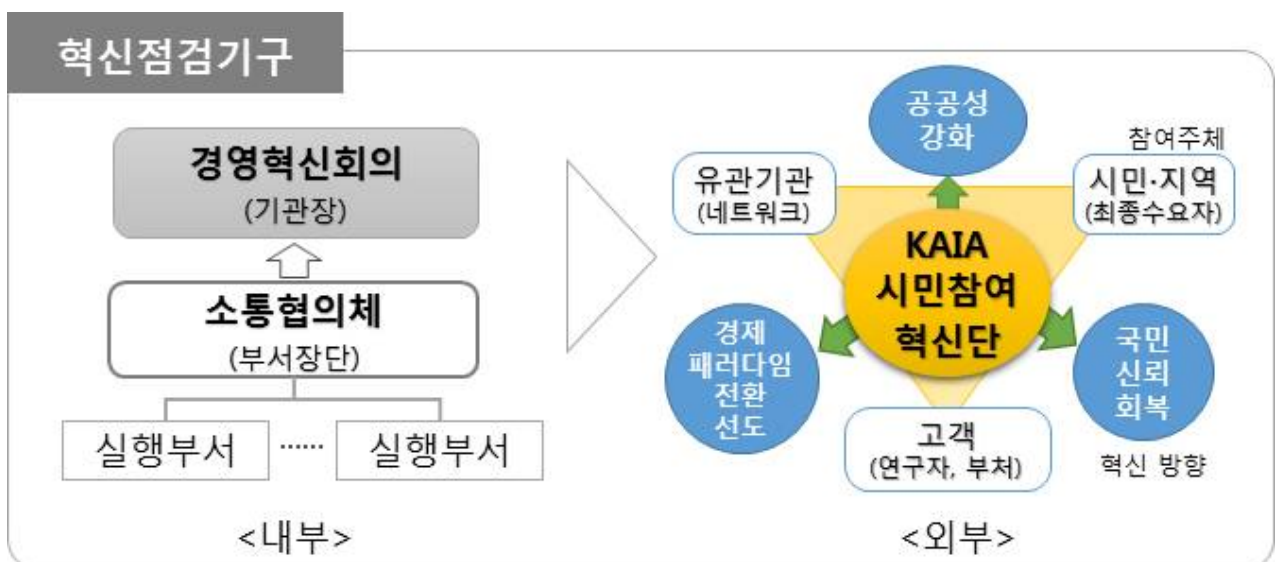 혁신점검기구
경영혁신회의
(기관장)
소통협의체
(부서장단)
실행부서
······
실행부서
<내부>
공공성
강화
참여주체
유관기관
(네트워크)
시민·지역
(최종수요자)
KAIA
시민참여
혁신단
경제
패러다임
전환
선도
국민
신뢰
회복
고객
(연구자, 부처)
혁신 방향
<외부>